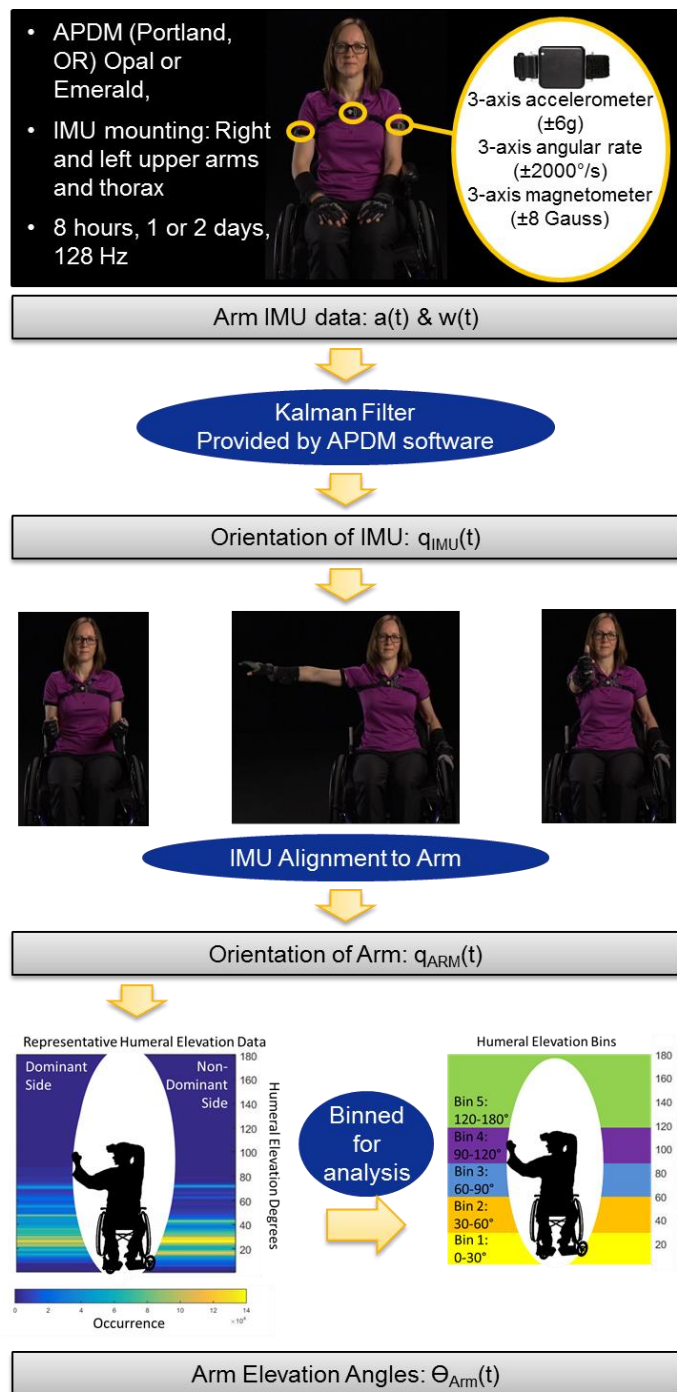 • APDM (Portland,
OR) Opal or
Emerald,
• IMU mounting: Right
and left upper arms
and thorax
• 8 hours, 1 or 2 days,
128 Hz
3-axis accelerometer
(±6g)
3-axis angular rate
(±2000°/s)
3-axis magnetometer
(±8 Gauss)
Arm IMU data: a(t) & w(t)
Kalman Filter
Provided by APDM software
Orientation of IMU: qIMU(t)
IMU Alignment to Arm
Orientation of Arm: qARM(t)
Representative Humeral Elevation Data
Dominant
Side
Non-
Dominant
Side
180
160
140
120
100
80
60
40
20
Humeral Elevation Degrees
0 2 4 6 8 10 12 14
×10⁴
Occurrence
Binned
for
analysis
Humeral Elevation Bins
Bin 5:
120-180°
Bin 4:
90-120°
Bin 3:
60-90°
Bin 2:
30-60°
Bin 1:
0-30°
180
160
140
120
100
80
60
40
20
Arm Elevation Angles: ΘArm(t)